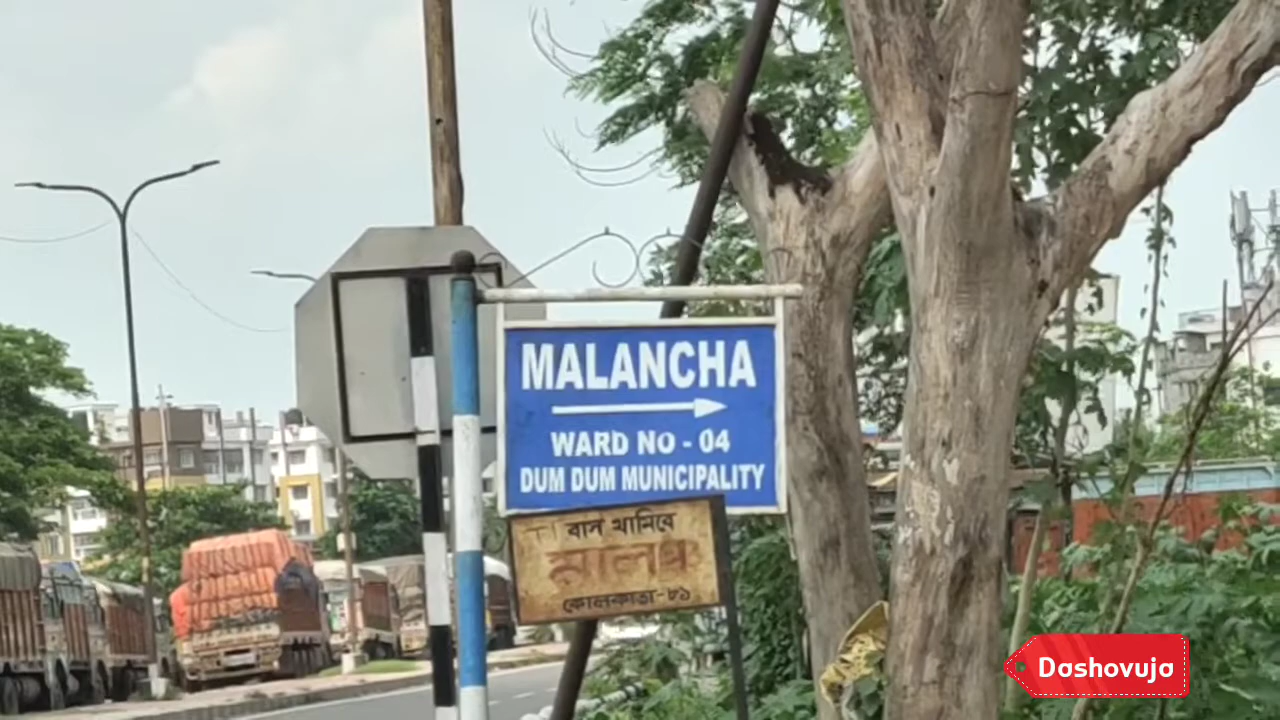 MALANCHA
WARD NO - 04
DUM DUM MUNICIPALITY
বাস থামিবে
মালঞ্চ
কোলকাতা-৮১
Dashovuja